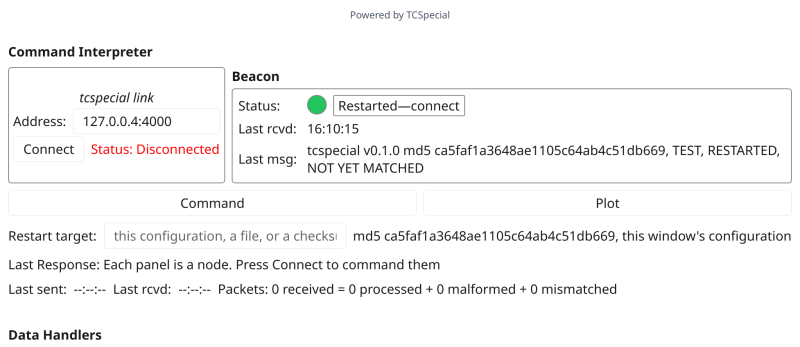 Powered by TCSpecial
Command Interpreter
tcspecial link
Address: 127.0.0.4:4000
Connect Status: Disconnected
Beacon
Status: Restarted—connect
Last rcvd: 16:10:15
Last msg: tcspecial v0.1.0 md5 ca5faf1a3648ae1105c64ab4c51db669, TEST, RESTARTED,
NOT YET MATCHED
Command Plot
Restart target: this configuration, a file, or a checksu md5 ca5faf1a3648ae1105c64ab4c51db669, this window's configuration
Last Response: Each panel is a node. Press Connect to command them
Last sent: --:--:-- Last rcvd: --:--:-- Packets: 0 received = 0 processed + 0 malformed + 0 mismatched
Data Handlers